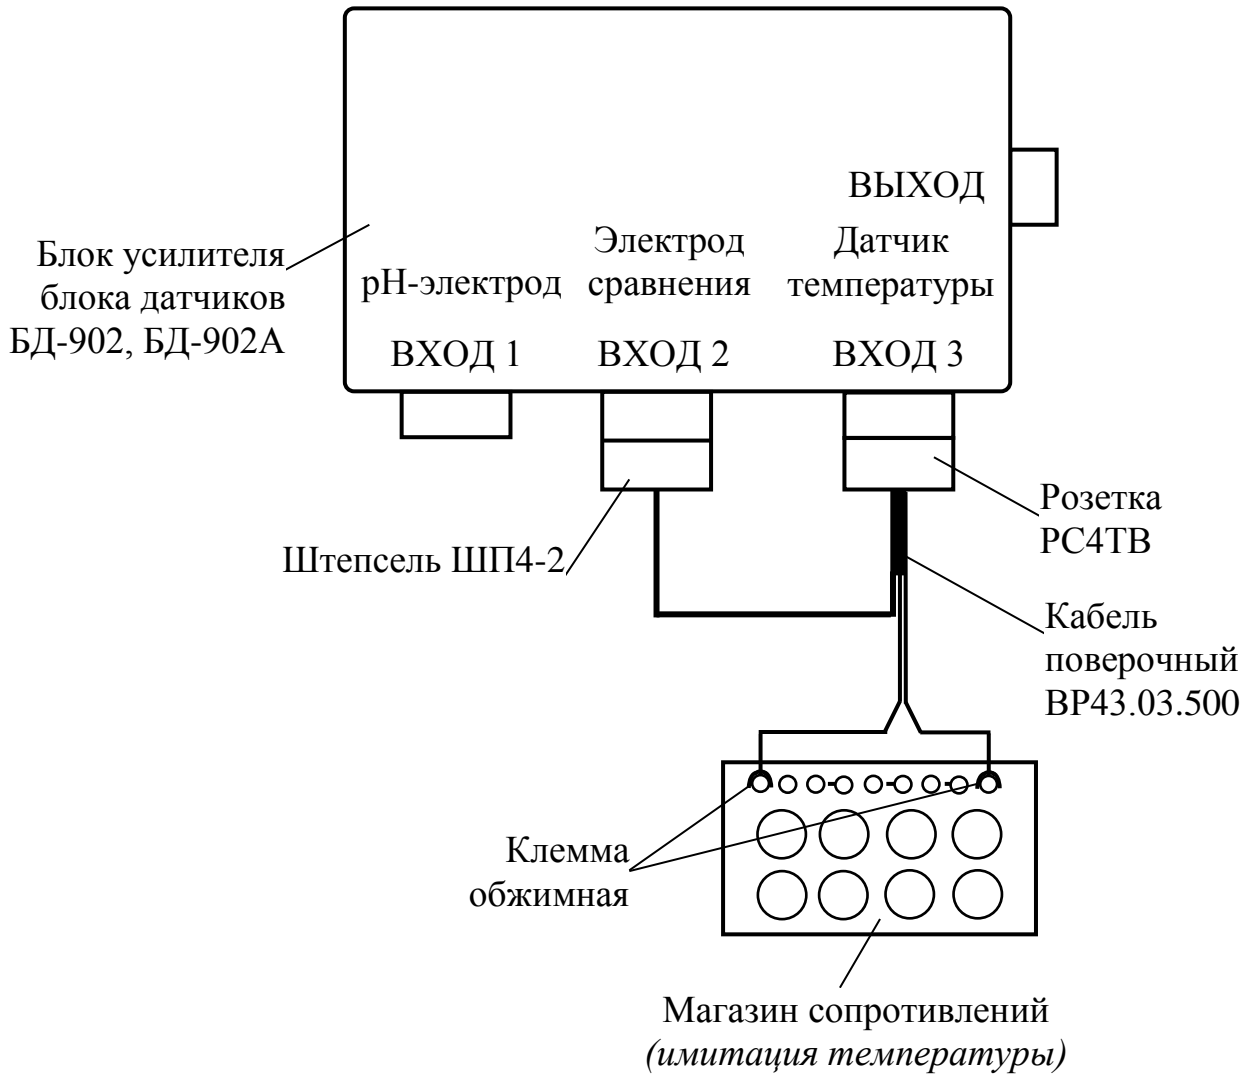 ВЫХОД
Блок усилителя
блока датчиков
БД-902, БД-902А
рН-электрод
Электрод
сравнения
Датчик
температуры
ВХОД 1
ВХОД 2
ВХОД 3
Штепсель ШП4-2
Розетка
РС4ТВ
Кабель
поверочный
ВР43.03.500
Клемма
обжимная
Магазин сопротивлений
(имитация температуры)